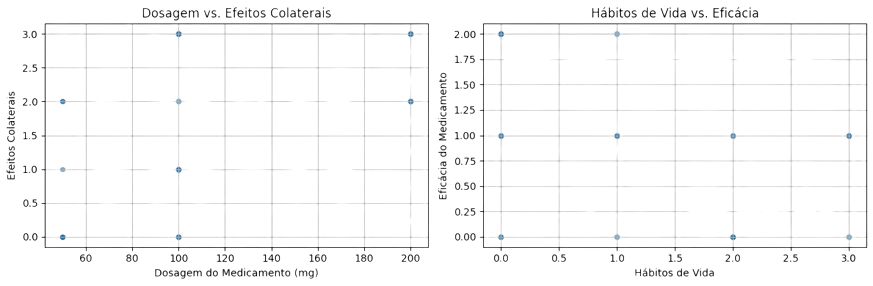 Dosagem vs. Efeitos Colaterais
3.0
2.5
2.0
1.5
1.0
0.5
0.0
Efeitos Colaterais
60 80 100 120 140 160 180 200
Dosagem do Medicamento (mg)
Hábitos de Vida vs. Eficácia
2.00
1.75
1.50
1.25
1.00
0.75
0.50
0.25
0.00
Eficácia do Medicamento
0.0 0.5 1.0 1.5 2.0 2.5 3.0
Hábitos de Vida